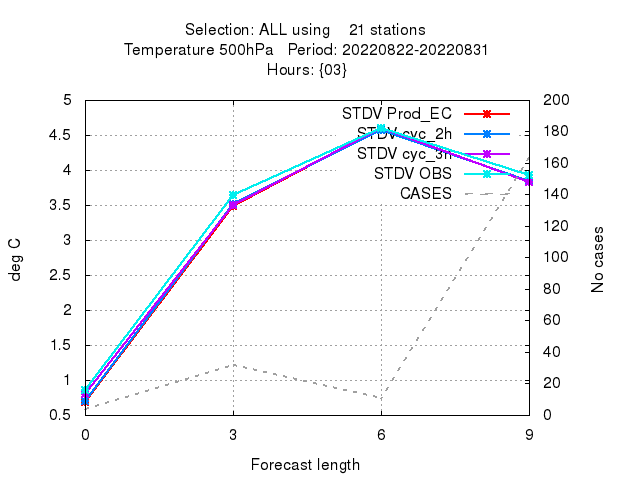 Selection: ALL using    21 stations
Temperature 500hPa   Period: 20220822-20220831
Hours: {03}
5
4.5
4
3.5
3
2.5
2
1.5
1
0.5
200
180
160
140
120
100
80
60
40
20
0
STDV Prod_EC
STDV cyc_2h
STDV cyc_3h
STDV OBS
CASES
deg C
No cases
0 3 6 9
Forecast length